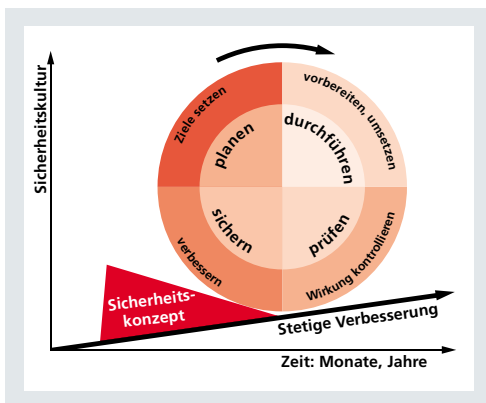 Sicherheitskultur
Ziele setzen
planen
vorbereiten, umsetzen
durchführen
sichern
verbessern
prüfen
Wirkung kontrollieren
Sicherheits-
konzept
Stetige Verbesserung
Zeit: Monate, Jahre